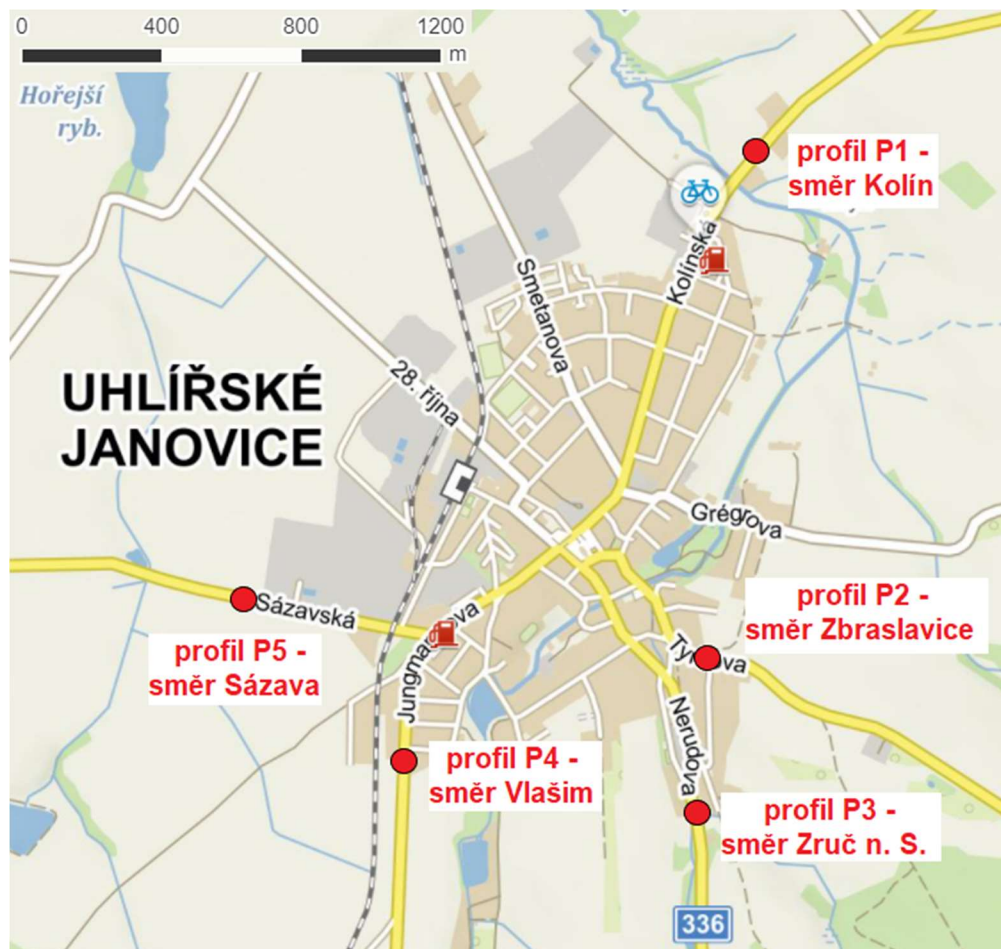 0 400 800 1200
m
Hořejší
ryb.
profil P1 -
směr Kolín
Kolínská
Smetanova
28. října
UHLÍŘSKÉ
JANOVICE
Grégrova
profil P2 -
směr Zbraslavice
Sázavská
profil P5 -
směr Sázava
Jungmannova
Tyršova
Nerudova
profil P4 -
směr Vlašim
profil P3 -
směr Zruč n. S.
336